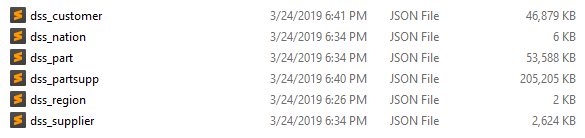 dss_customer 3/24/2019 6:41 PM JSON File 46,879 KB
dss_nation 3/24/2019 6:34 PM JSON File 6 KB
dss_part 3/24/2019 6:34 PM JSON File 53,588 KB
dss_partsupp 3/24/2019 6:40 PM JSON File 205,205 KB
dss_region 3/24/2019 6:26 PM JSON File 2 KB
dss_supplier 3/24/2019 6:34 PM JSON File 2,624 KB